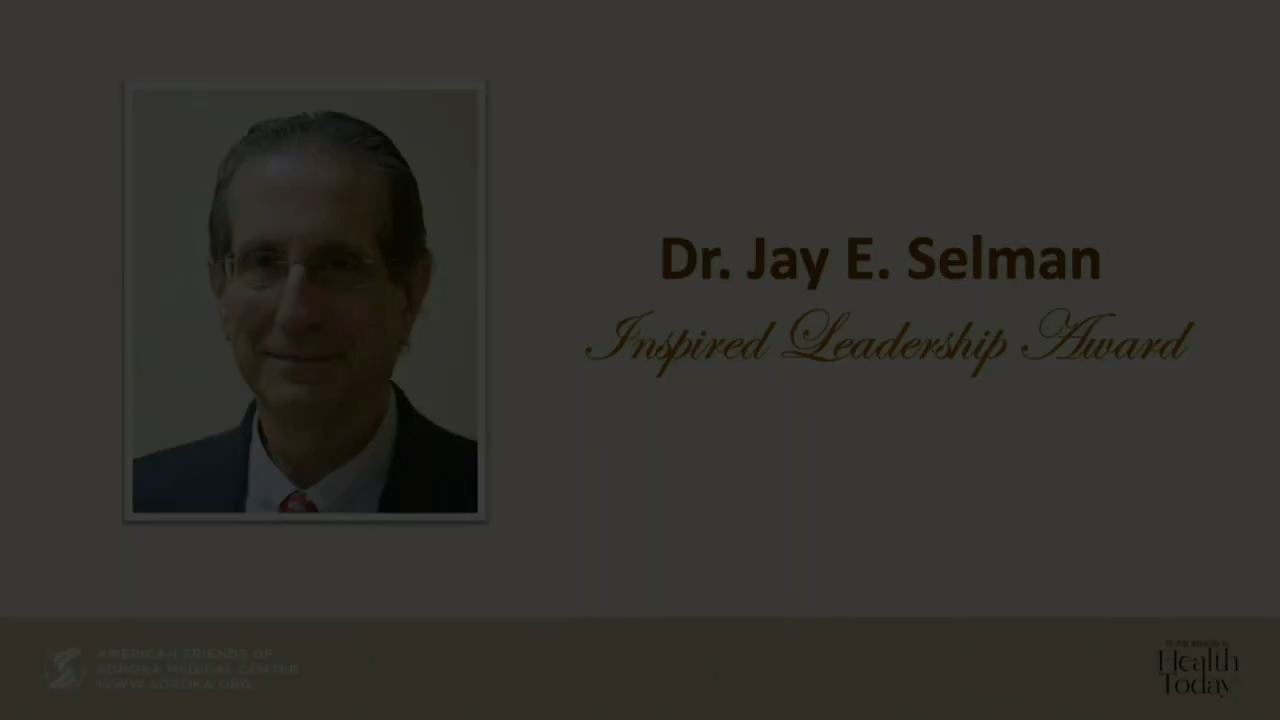 Dr. Jay E. Selman
Inspired Leadership Award
AMERICAN FRIENDS OF
SOROKA MEDICAL CENTER
WWW.SOROKA.ORG
Health
Today